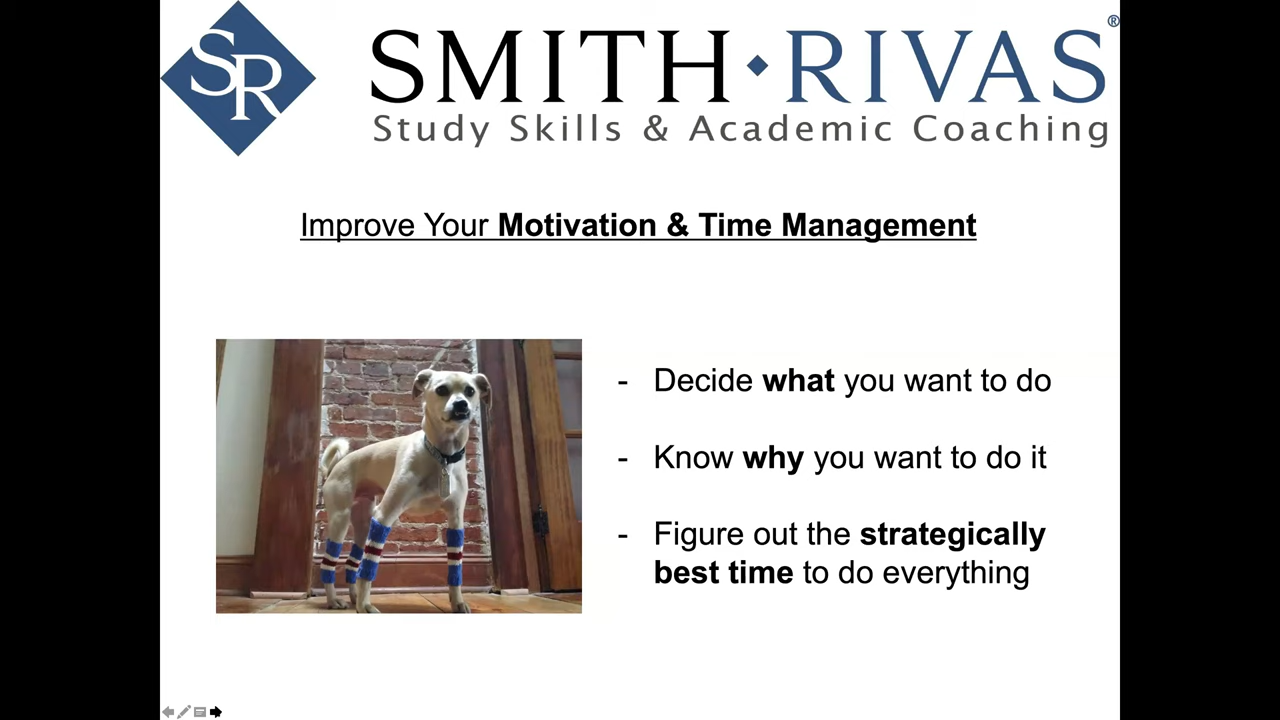 SR
SMITH◆RIVAS®
Study Skills & Academic Coaching
Improve Your Motivation & Time Management
- Decide what you want to do
- Know why you want to do it
- Figure out the strategically
best time to do everything